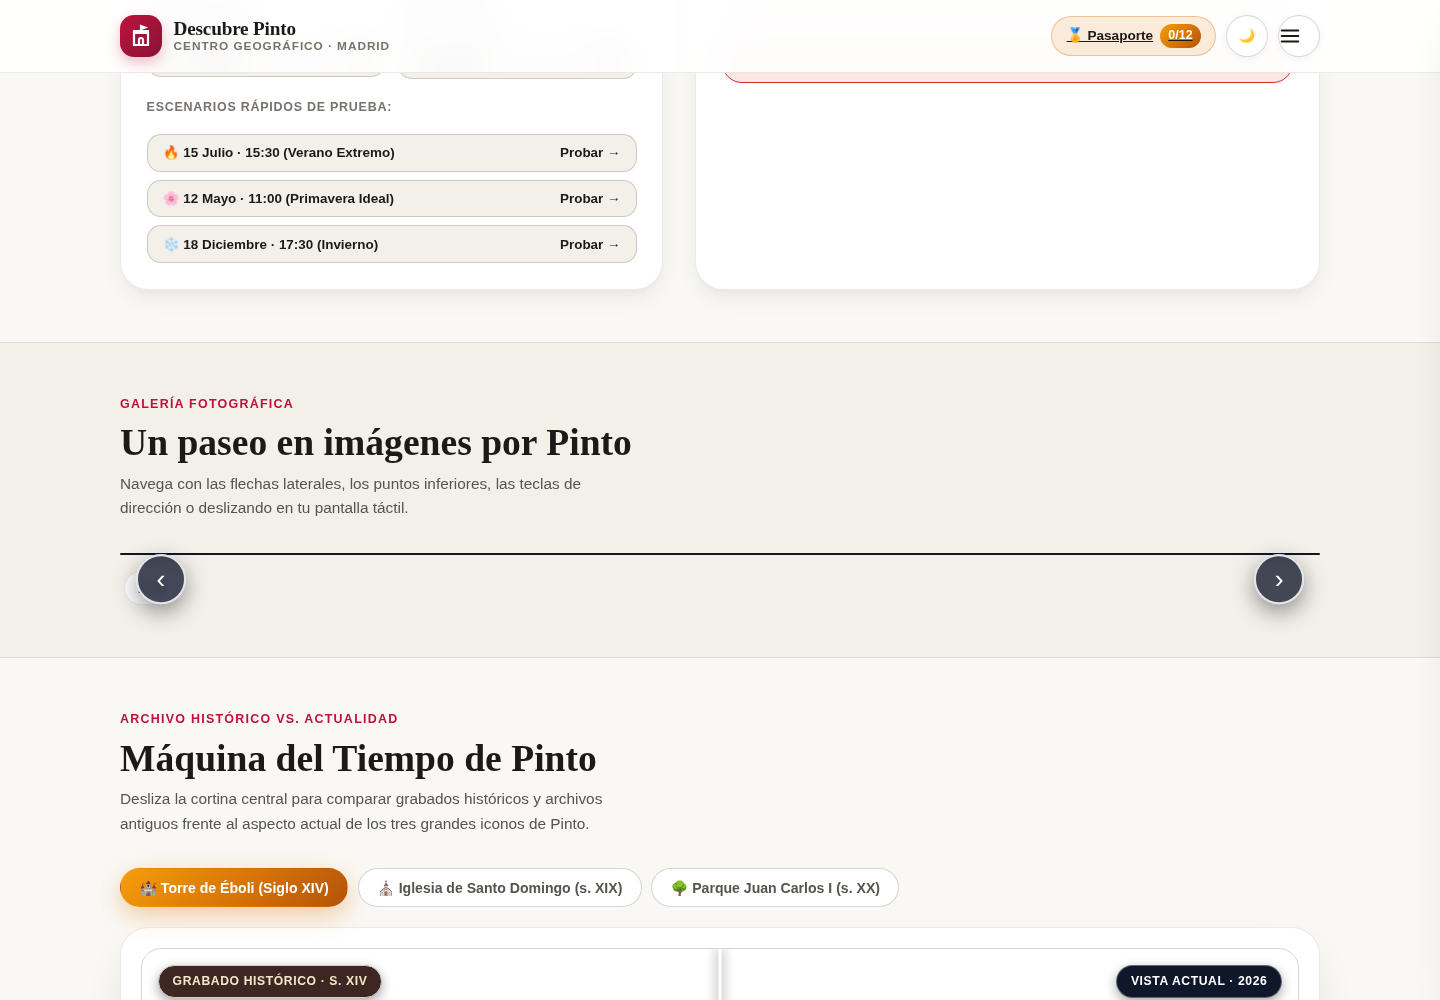 Descubre Pinto
CENTRO GEOGRÁFICO · MADRID
🏅 Pasaporte 0/12
ESCENARIOS RÁPIDOS DE PRUEBA:
🔥 15 Julio · 15:30 (Verano Extremo) Probar →
🌸 12 Mayo · 11:00 (Primavera Ideal) Probar →
❄️ 18 Diciembre · 17:30 (Invierno) Probar →
GALERÍA FOTOGRÁFICA
Un paseo en imágenes por Pinto
Navega con las flechas laterales, los puntos inferiores, las teclas de
dirección o deslizando en tu pantalla táctil.
‹ ›
ARCHIVO HISTÓRICO VS. ACTUALIDAD
Máquina del Tiempo de Pinto
Desliza la cortina central para comparar grabados históricos y archivos
antiguos frente al aspecto actual de los tres grandes iconos de Pinto.
🏰 Torre de Éboli (Siglo XIV) ⛪ Iglesia de Santo Domingo (s. XIX) 🌳 Parque Juan Carlos I (s. XX)
GRABADO HISTÓRICO · S. XIV VISTA ACTUAL · 2026